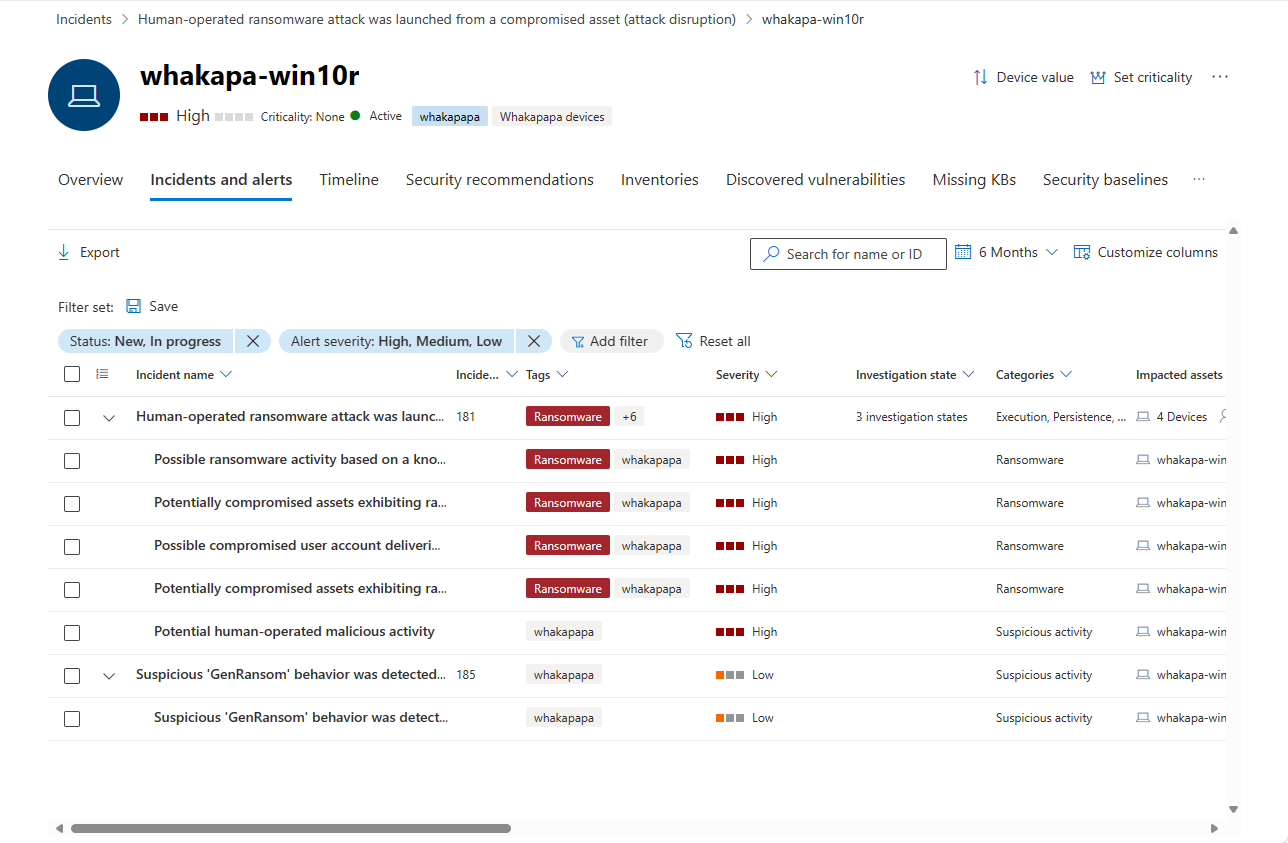 Incidents > Human-operated ransomware attack was launched from a compromised asset (attack disruption) > whakapa-win10r
whakapa-win10r
Device value Set criticality ...
High Criticality: None Active whakapapa Whakapapa devices
Overview Incidents and alerts Timeline Security recommendations Inventories Discovered vulnerabilities Missing KBs Security baselines ...
Export Search for name or ID 6 Months Customize columns
Filter set: Save
Status: New, In progress Alert severity: High, Medium, Low Add filter Reset all
Incident name Incide... Tags Severity Investigation state Categories Impacted assets
Human-operated ransomware attack was launc... 181 Ransomware +6 High 3 investigation states Execution, Persistence, ... 4 Devices
Possible ransomware activity based on a kno... Ransomware whakapapa High Ransomware whakapa-win
Potentially compromised assets exhibiting ra... Ransomware whakapapa High Ransomware whakapa-win
Possible compromised user account deliveri... Ransomware whakapapa High Ransomware whakapa-win
Potentially compromised assets exhibiting ra... Ransomware whakapapa High Ransomware whakapa-win
Potential human-operated malicious activity whakapapa High Suspicious activity whakapa-win
Suspicious 'GenRansom' behavior was detected... 185 whakapapa Low Suspicious activity whakapa-win
Suspicious 'GenRansom' behavior was detect... whakapapa Low Suspicious activity whakapa-win